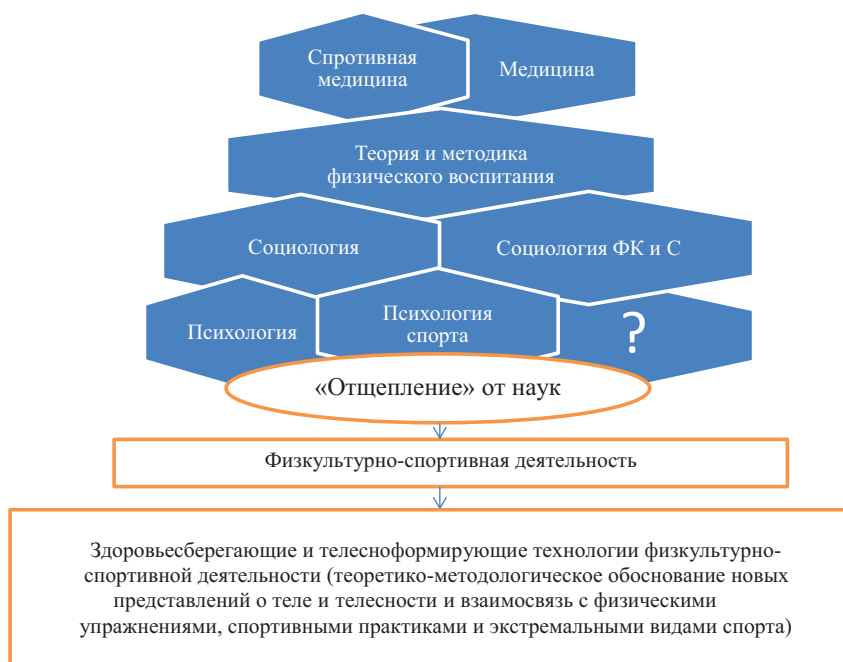 Спротивная
медицина
Медицина
Теория и методика
физического воспитания
Социология
Социология ФК и С
Психология
Психология
спорта
?
«Отщепление» от наук
Физкультурно-спортивная деятельность
Здоровьесберегающие и телесноформирующие технологии физкультурно-
спортивной деятельности (теоретико-методологическое обоснование новых
представлений о теле и телесности и взаимосвязь с физическими
упражнениями, спортивными практиками и экстремальными видами спорта)